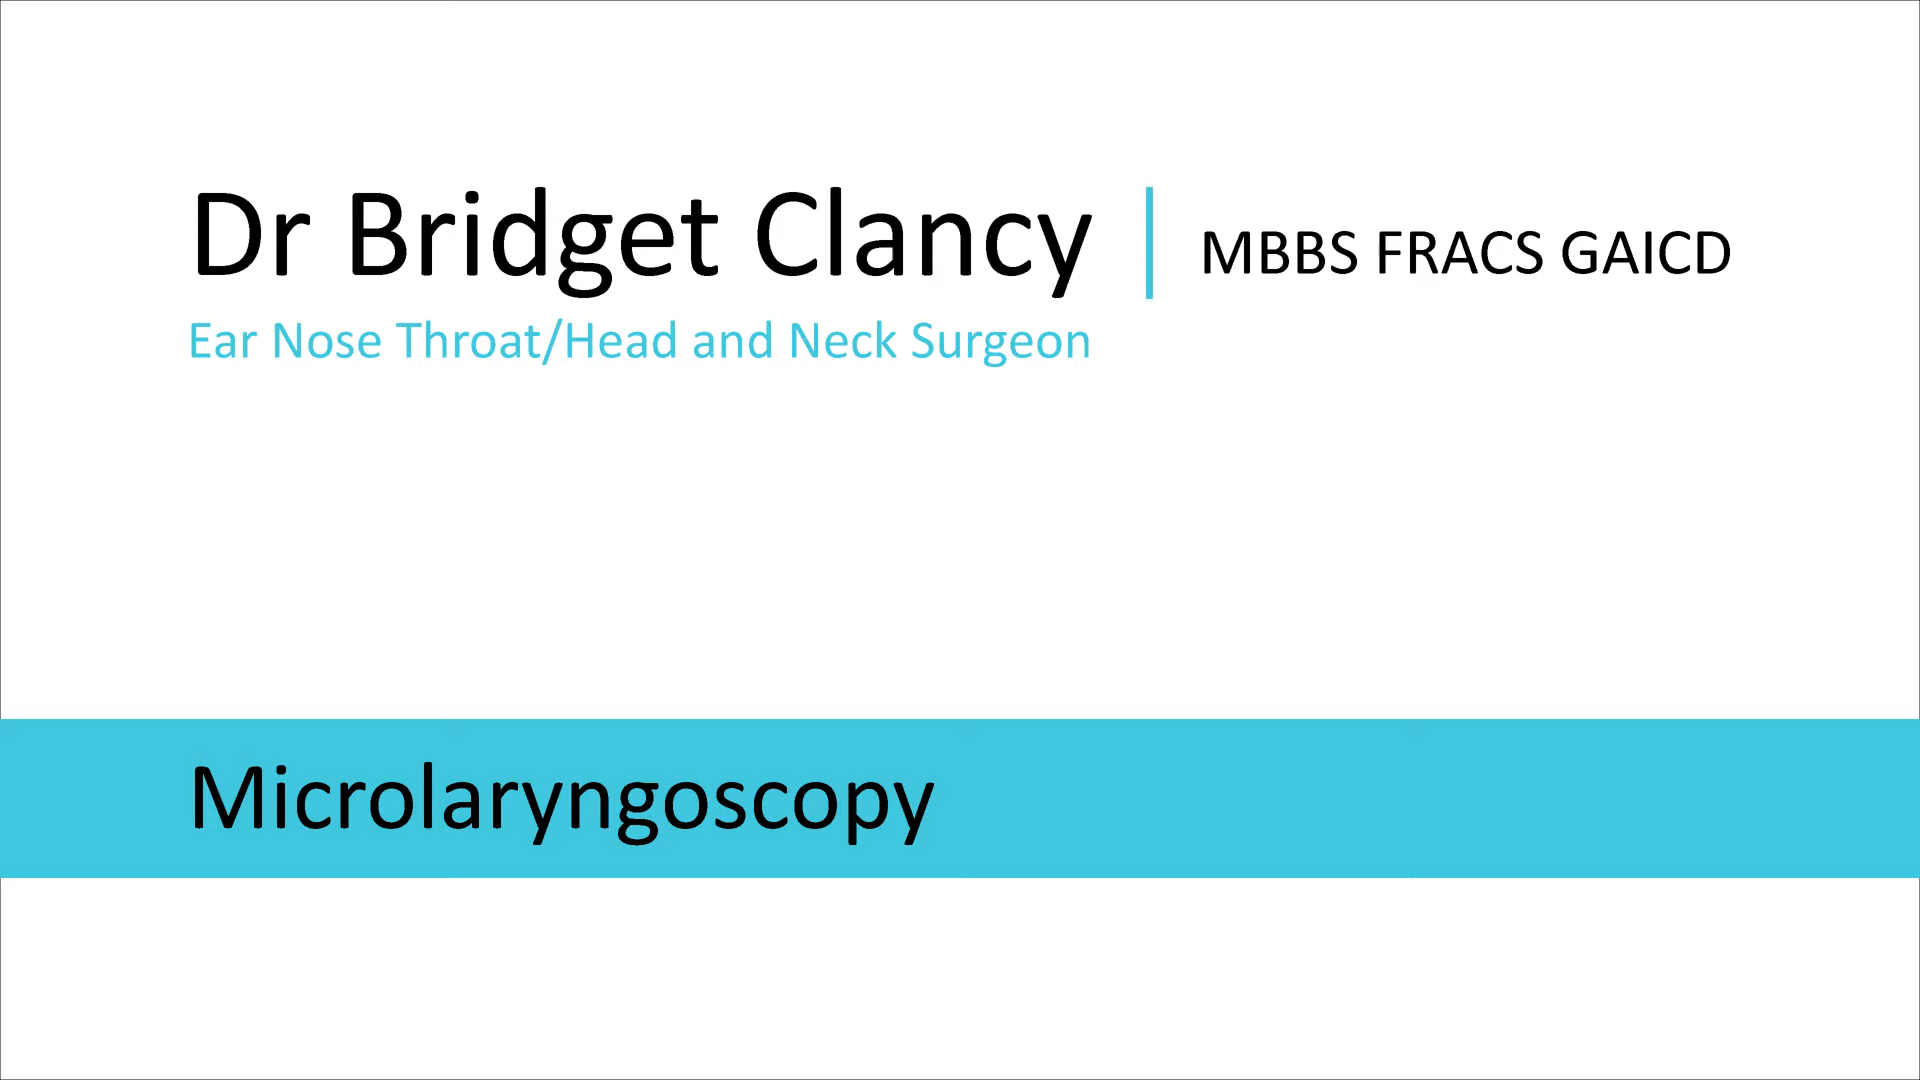 Dr Bridget Clancy | MBBS FRACS GAICD
Ear Nose Throat/Head and Neck Surgeon
Microlaryngoscopy